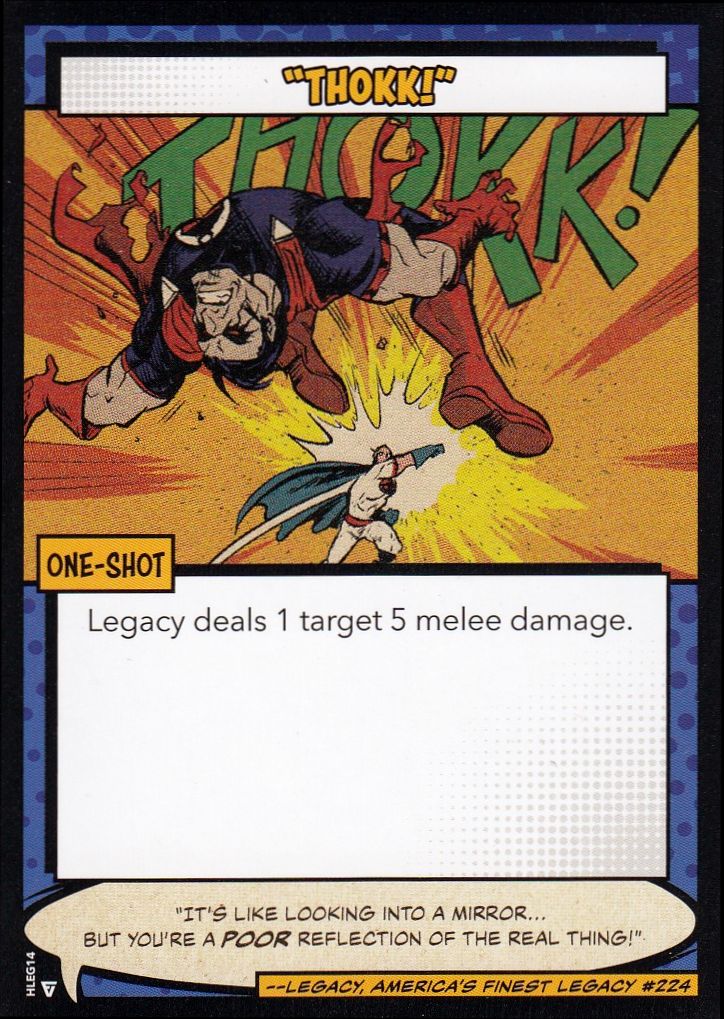 "THOKK!"
THOKK!
ONE-SHOT
Legacy deals 1 target 5 melee damage.
"IT'S LIKE LOOKING INTO A MIRROR...
BUT YOU'RE A POOR REFLECTION OF THE REAL THING!"
--LEGACY, AMERICA'S FINEST LEGACY #224
HLEG14